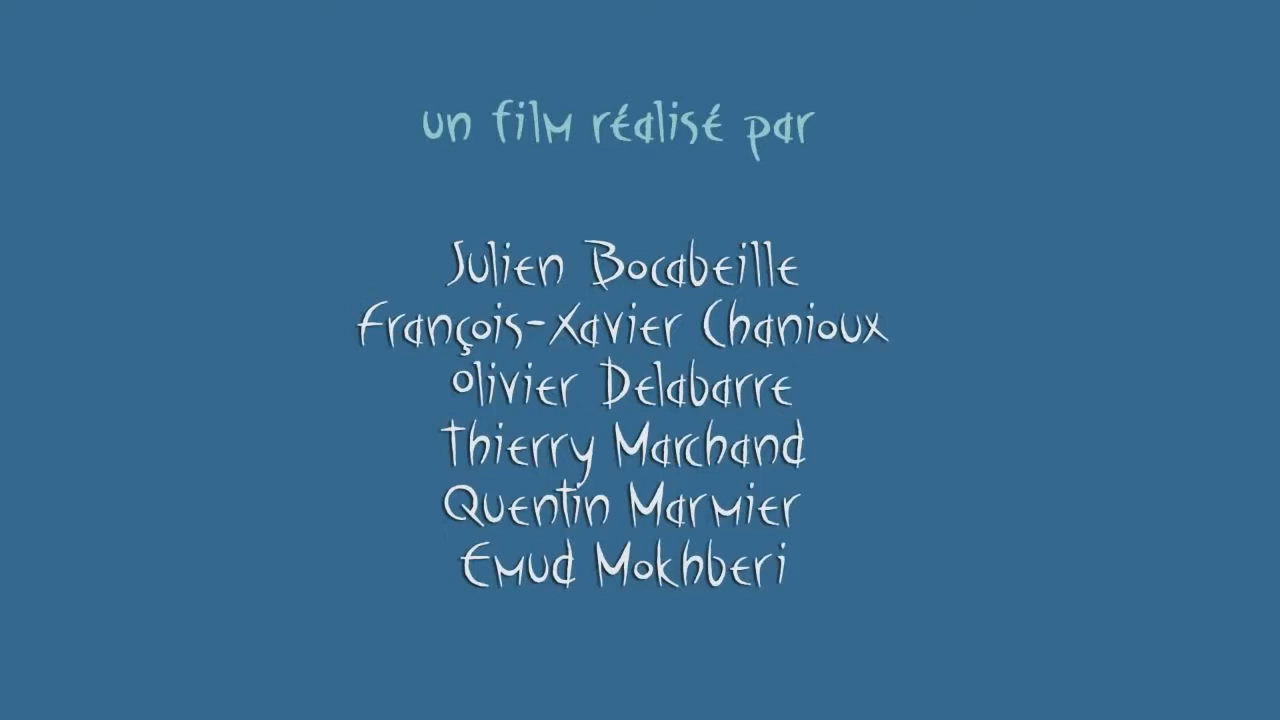 un film réalisé par
Julien Bocabeille
François-Xavier Chanioux
Olivier Delabarre
Thierry Marchand
Quentin Marmier
Emud Mokhberi